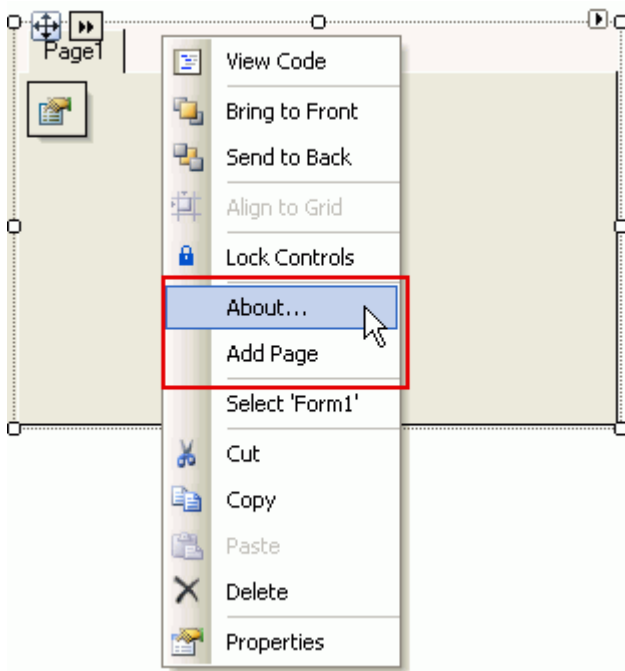 Page1
View Code
Bring to Front
Send to Back
Align to Grid
Lock Controls
About...
Add Page
Select 'Form1'
Cut
Copy
Paste
Delete
Properties